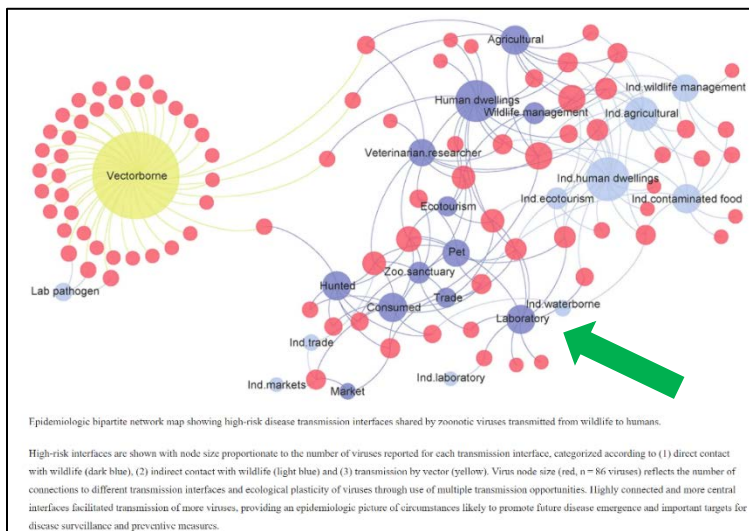 Agricultural
Ind.wildlife management
Human dwellings
Wildlife management
Ind.agricultural
Veterinarian.researcher
Vectorborne
Ind.human dwellings
Ecotourism
Ind.ecotourism
Ind.contaminated food
Pet
Zoo.sanctuary
Lab pathogen
Hunted
Trade
Consumed
Ind.waterborne
Laboratory
Ind.trade
Ind.markets
Market
Ind.laboratory
Epidemiologic bipartite network map showing high-risk disease transmission interfaces shared by zoonotic viruses transmitted from wildlife to humans.
High-risk interfaces are shown with node size proportionate to the number of viruses reported for each transmission interface, categorized according to (1) direct contact
with wildlife (dark blue), (2) indirect contact with wildlife (light blue) and (3) transmission by vector (yellow). Virus node size (red, n = 86 viruses) reflects the number of
connections to different transmission interfaces and ecological plasticity of viruses through use of multiple transmission opportunities. Highly connected and more central
interfaces facilitated transmission of more viruses, providing an epidemiologic picture of circumstances likely to promote future disease emergence and important targets for
disease surveillance and preventive measures.